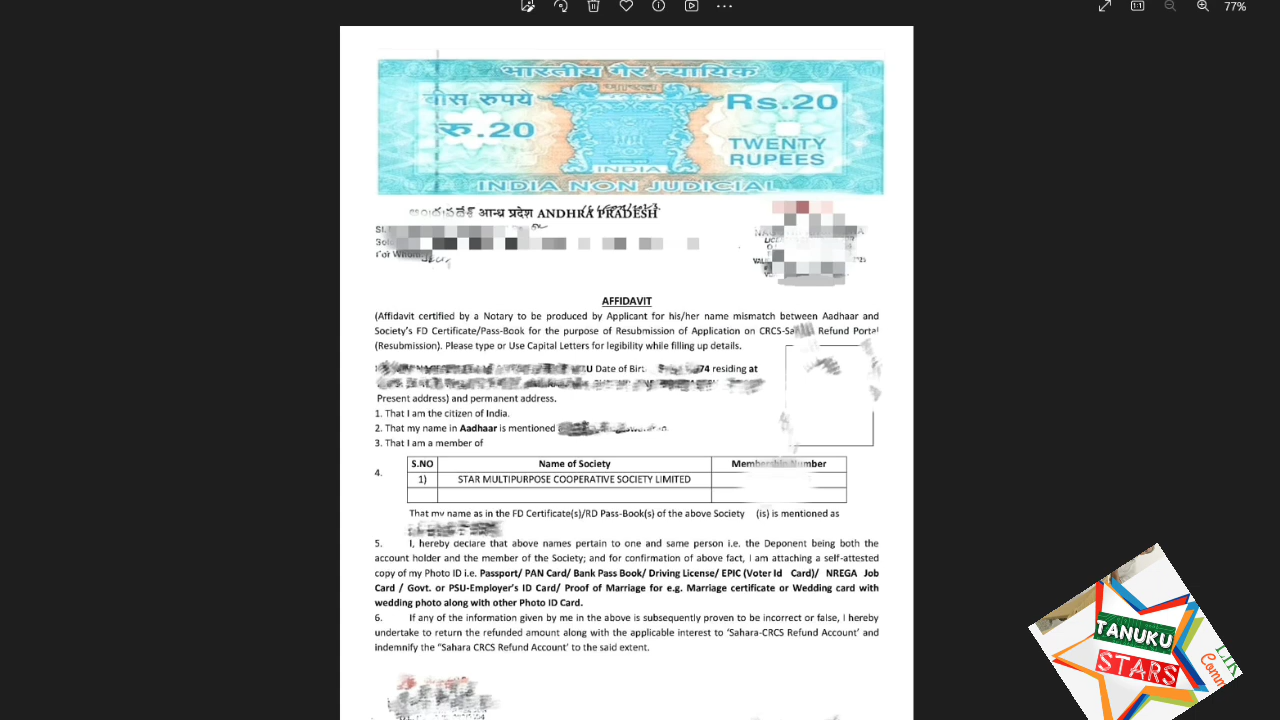 77%
भारतीय गैर न्यायिक
बीस रुपये
Rs.20
रु.20
TWENTY
RUPEES
INDIA
INDIA NON JUDICIAL
आन्ध्र प्रदेश ANDHRA PRADESH
For Whom
AFFIDAVIT
(Affidavit certified by a Notary to be produced by Applicant for his/her name mismatch between Aadhaar and
Society's FD Certificate/Pass-Book for the purpose of Resubmission of Application on CRCS- Refund Portal
(Resubmission). Please type or Use Capital Letters for legibility while filling up details.
Date of 74 residing at
Present address) and permanent address.
1. That I am the citizen of India.
2. That my name in Aadhaar is mentioned
3. That I am a member of
S.NO Name of Society Membership Number
4.
1) STAR MULTIPURPOSE COOPERATIVE SOCIETY LIMITED
That my name as in the FD Certificate(s)/RD Pass-Book(s) of the above Society (is) is mentioned as
5. I, hereby declare that above names pertain to one and same person i.e. the Deponent being both the
account holder and the member of the Society; and for confirmation of above fact, I am attaching a self-attested
copy of my Photo ID i.e. Passport/ PAN Card/ Bank Pass Book/ Driving License/ EPIC (Voter Id Card)/ NREGA Job
Card / Govt. or PSU-Employer's ID Card/ Proof of Marriage for e.g. Marriage certificate or Wedding card with
wedding photo along with other Photo ID Card.
6. If any of the information given by me in the above is subsequently proven to be incorrect or false, I hereby
undertake to return the refunded amount along with the applicable interest to 'Sahara-CRCS Refund Account' and
indemnify the "Sahara CRCS Refund Account' to the said extent.
TANUKU
STARS